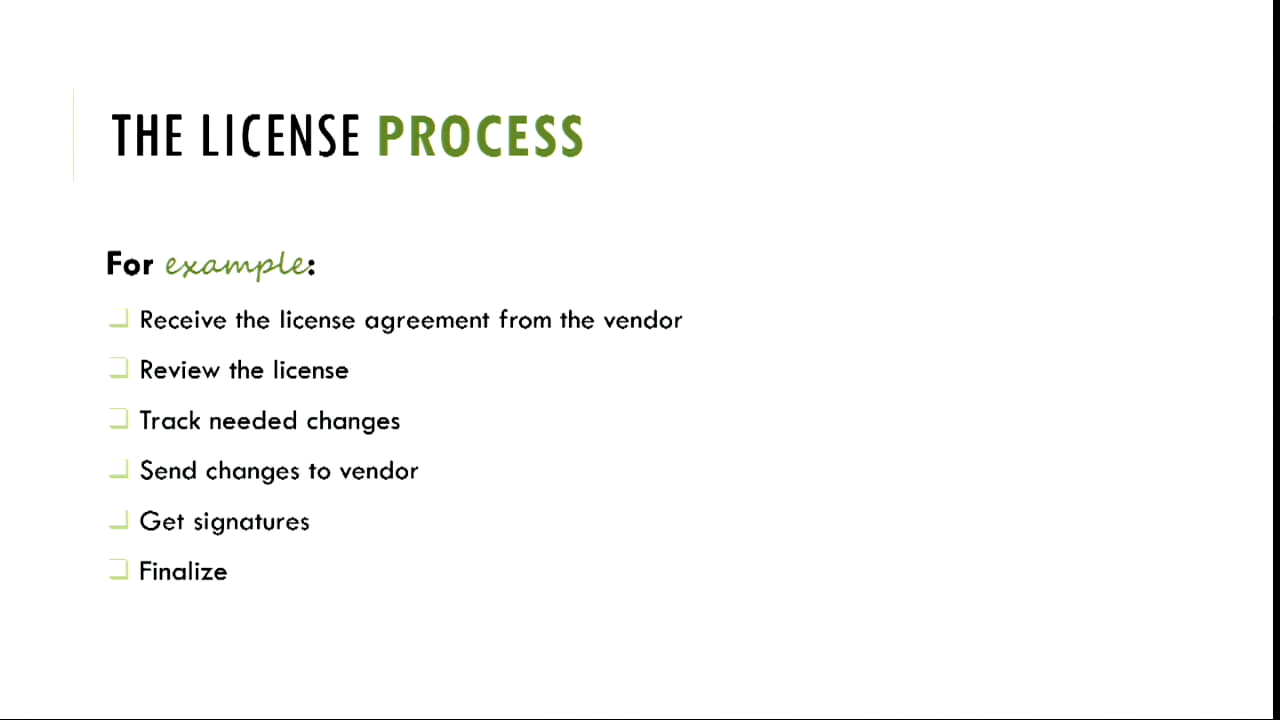 THE LICENSE PROCESS
For example:
Receive the license agreement from the vendor
Review the license
Track needed changes
Send changes to vendor
Get signatures
Finalize